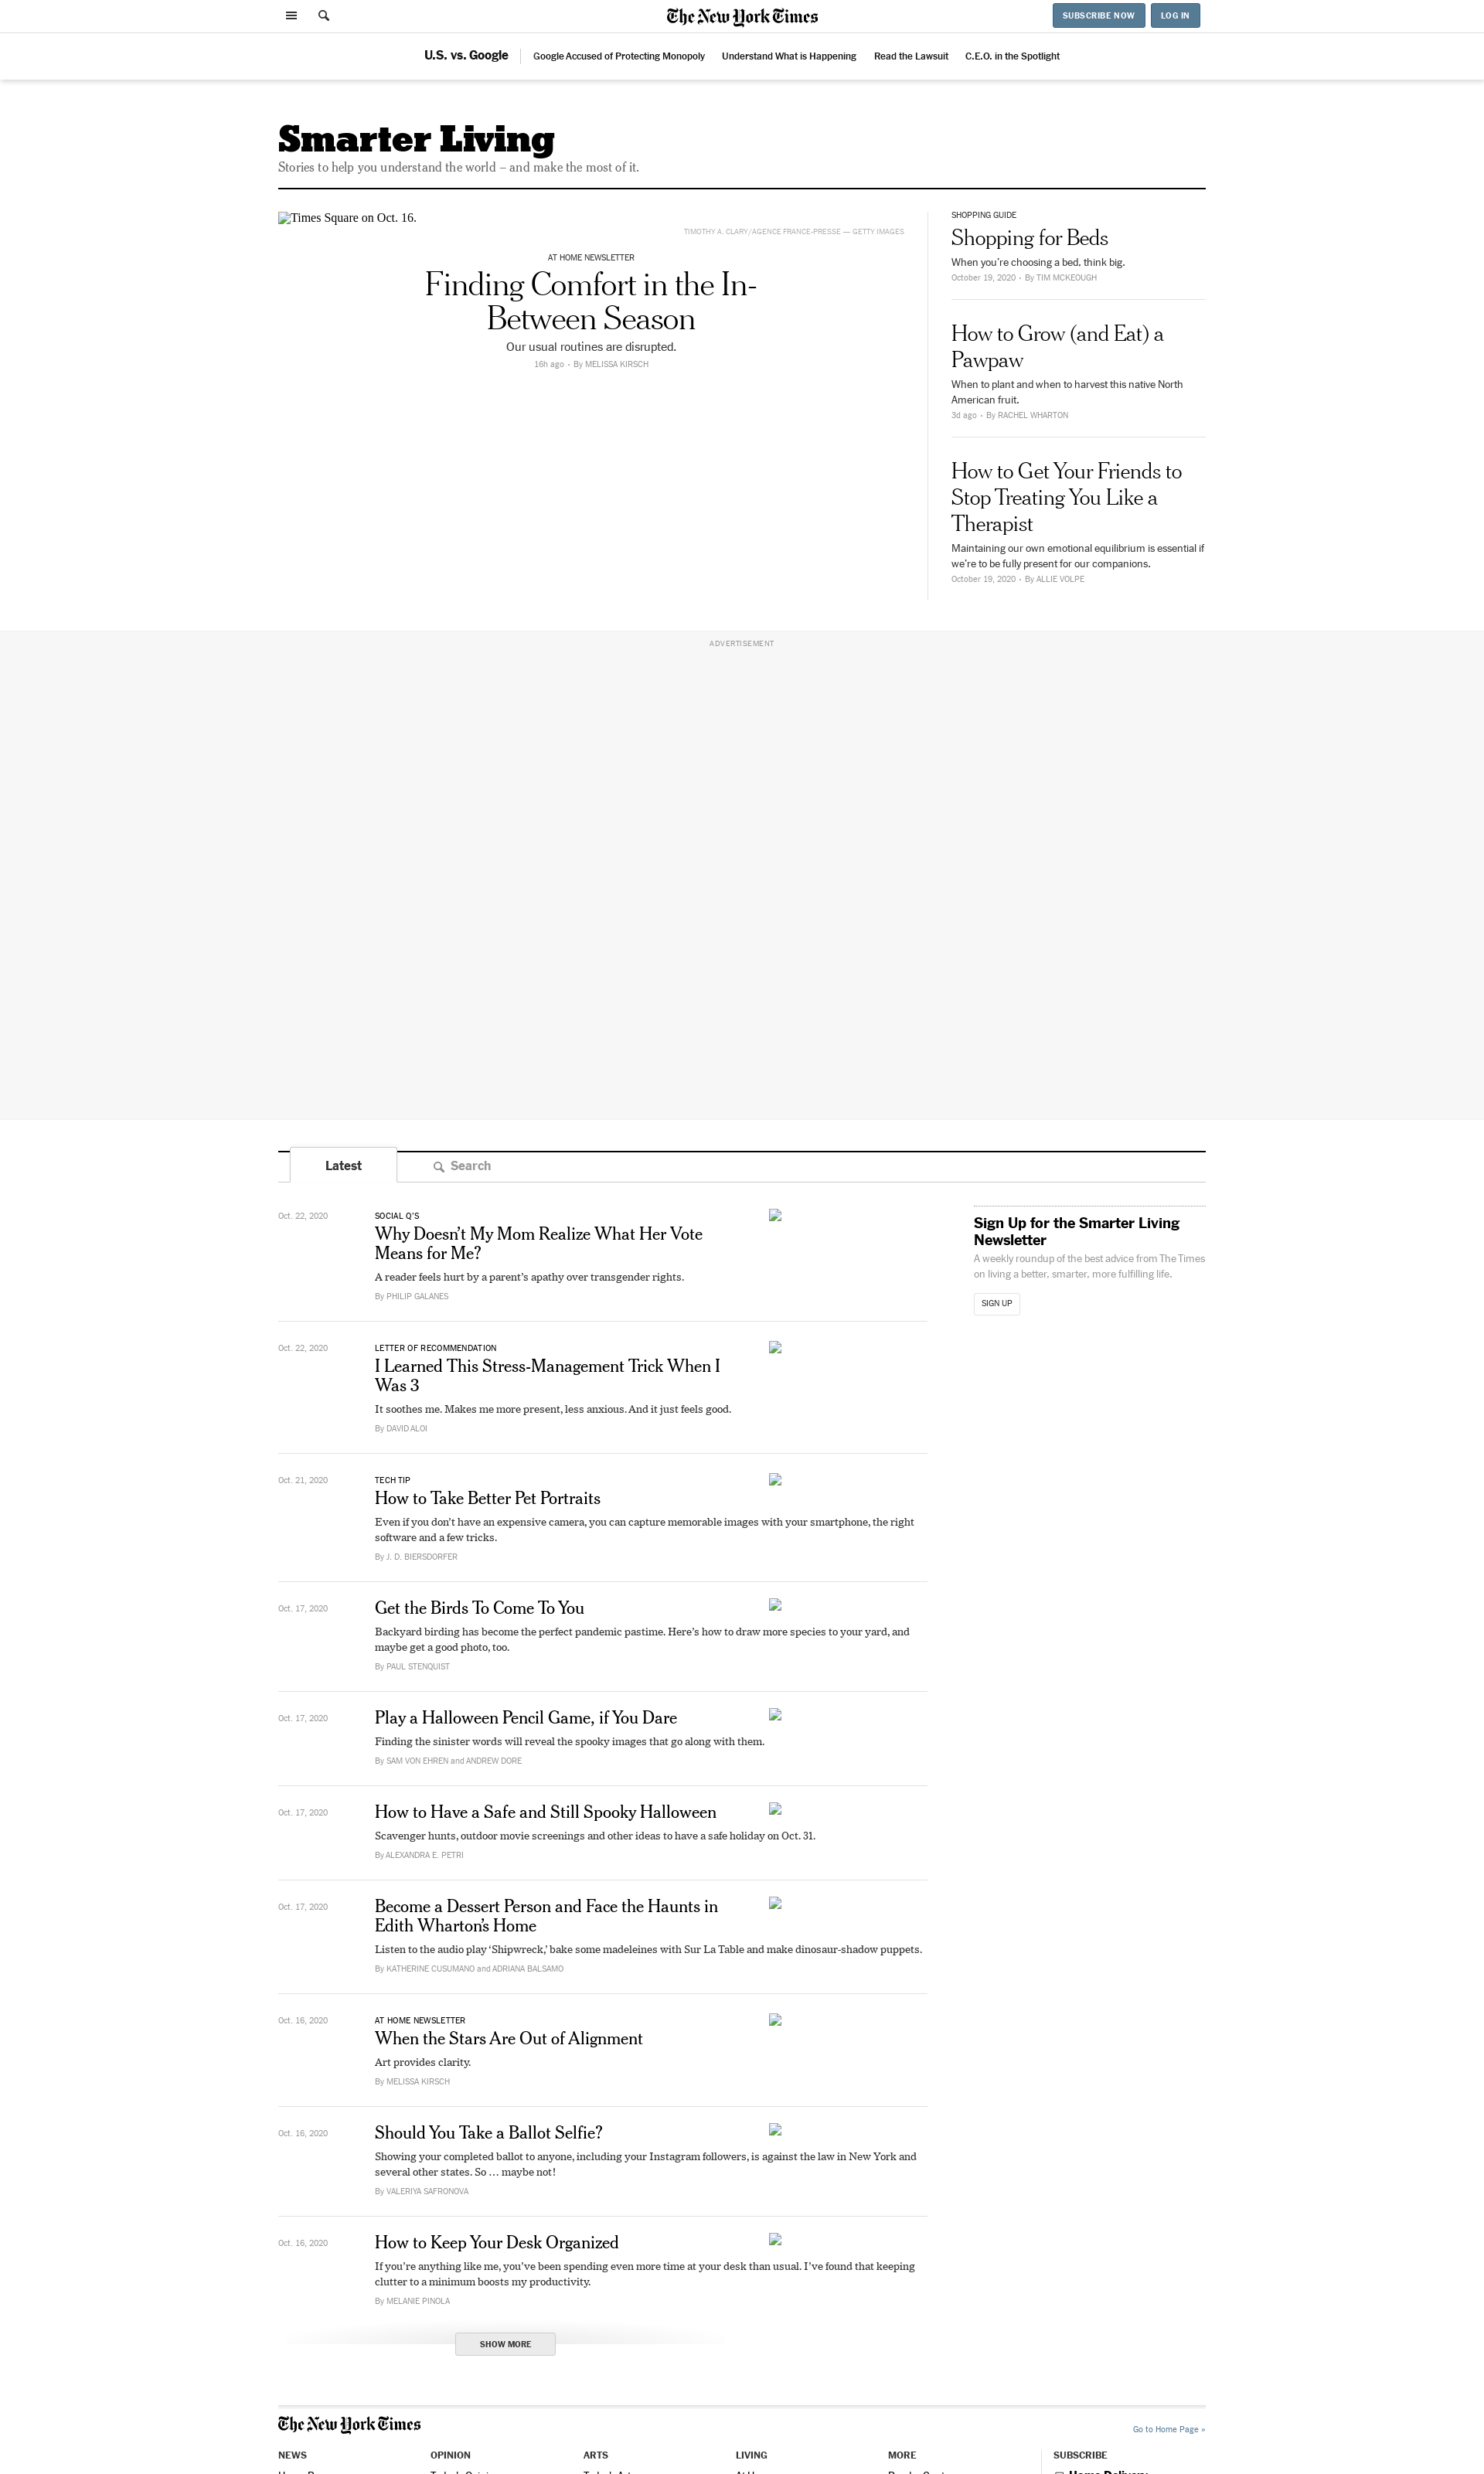 The New York Times
SUBSCRIBE NOW
LOG IN
U.S. vs. Google
Google Accused of Protecting Monopoly
Understand What is Happening
Read the Lawsuit
C.E.O. in the Spotlight
Smarter Living
Stories to help you understand the world – and make the most of it.
Times Square on Oct. 16.
TIMOTHY A. CLARY/AGENCE FRANCE-PRESSE — GETTY IMAGES
AT HOME NEWSLETTER
Finding Comfort in the In-
Between Season
Our usual routines are disrupted.
16h ago • By MELISSA KIRSCH
SHOPPING GUIDE
Shopping for Beds
When you're choosing a bed, think big.
October 19, 2020 • By TIM MCKEOUGH
How to Grow (and Eat) a
Pawpaw
When to plant and when to harvest this native North
American fruit.
3d ago • By RACHEL WHARTON
How to Get Your Friends to
Stop Treating You Like a
Therapist
Maintaining our own emotional equilibrium is essential if
we're to be fully present for our companions.
October 19, 2020 • By ALLIE VOLPE
ADVERTISEMENT
Latest
Search
Oct. 22, 2020
SOCIAL Q'S
Why Doesn't My Mom Realize What Her Vote
Means for Me?
A reader feels hurt by a parent's apathy over transgender rights.
By PHILIP GALANES
Oct. 22, 2020
LETTER OF RECOMMENDATION
I Learned This Stress-Management Trick When I
Was 3
It soothes me. Makes me more present, less anxious. And it just feels good.
By DAVID ALOI
Oct. 21, 2020
TECH TIP
How to Take Better Pet Portraits
Even if you don't have an expensive camera, you can capture memorable images with your smartphone, the right
software and a few tricks.
By J. D. BIERSDORFER
Oct. 17, 2020
Get the Birds To Come To You
Backyard birding has become the perfect pandemic pastime. Here's how to draw more species to your yard, and
maybe get a good photo, too.
By PAUL STENQUIST
Oct. 17, 2020
Play a Halloween Pencil Game, if You Dare
Finding the sinister words will reveal the spooky images that go along with them.
By SAM VON EHREN and ANDREW DORE
Oct. 17, 2020
How to Have a Safe and Still Spooky Halloween
Scavenger hunts, outdoor movie screenings and other ideas to have a safe holiday on Oct. 31.
By ALEXANDRA E. PETRI
Oct. 17, 2020
Become a Dessert Person and Face the Haunts in
Edith Wharton's Home
Listen to the audio play 'Shipwreck,' bake some madeleines with Sur La Table and make dinosaur-shadow puppets.
By KATHERINE CUSUMANO and ADRIANA BALSAMO
Oct. 16, 2020
AT HOME NEWSLETTER
When the Stars Are Out of Alignment
Art provides clarity.
By MELISSA KIRSCH
Oct. 16, 2020
Should You Take a Ballot Selfie?
Showing your completed ballot to anyone, including your Instagram followers, is against the law in New York and
several other states. So … maybe not!
By VALERIYA SAFRONOVA
Oct. 16, 2020
How to Keep Your Desk Organized
If you're anything like me, you've been spending even more time at your desk than usual. I've found that keeping
clutter to a minimum boosts my productivity.
By MELANIE PINOLA
SHOW MORE
Sign Up for the Smarter Living
Newsletter
A weekly roundup of the best advice from The Times
on living a better, smarter, more fulfilling life.
SIGN UP
The New York Times
Go to Home Page »
NEWS
OPINION
ARTS
LIVING
MORE
SUBSCRIBE